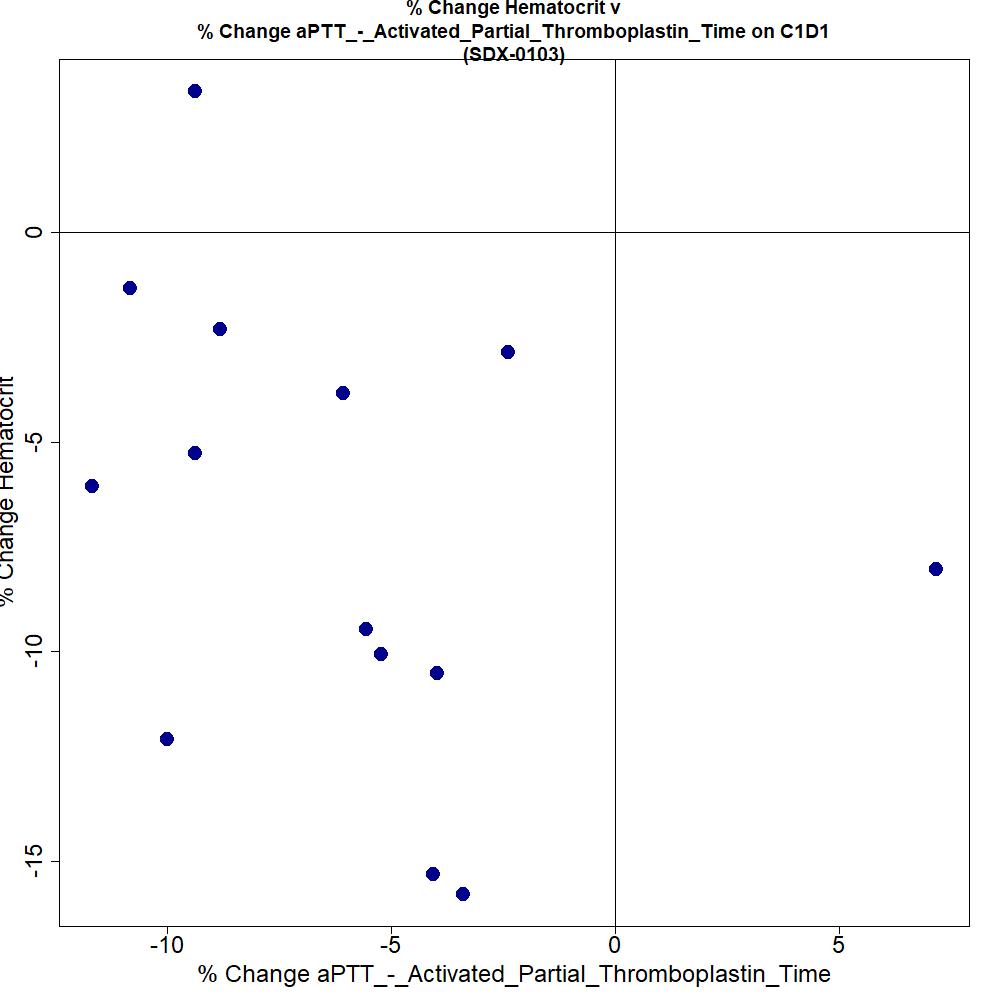 % Change Hematocrit v
% Change aPTT_-_Activated_Partial_Thromboplastin_Time on C1D1
(SDX-0103)
% Change Hematocrit
0
-5
-10
-15
-10
-5
0
5
% Change aPTT_-_Activated_Partial_Thromboplastin_Time